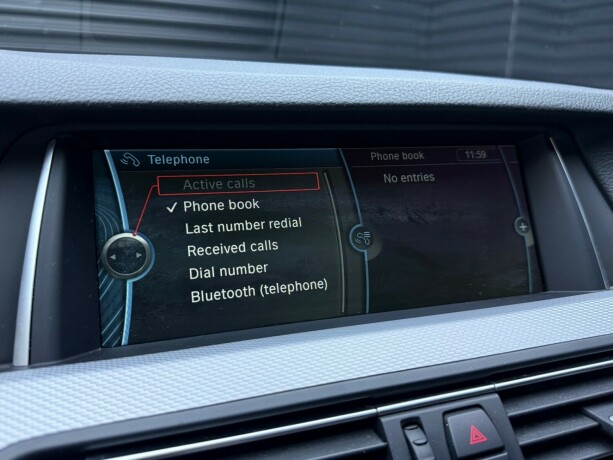 Telephone
Active calls
Phone book
Last number redial
Received calls
Dial number
Bluetooth (telephone)
Phone book
11:59
No entries